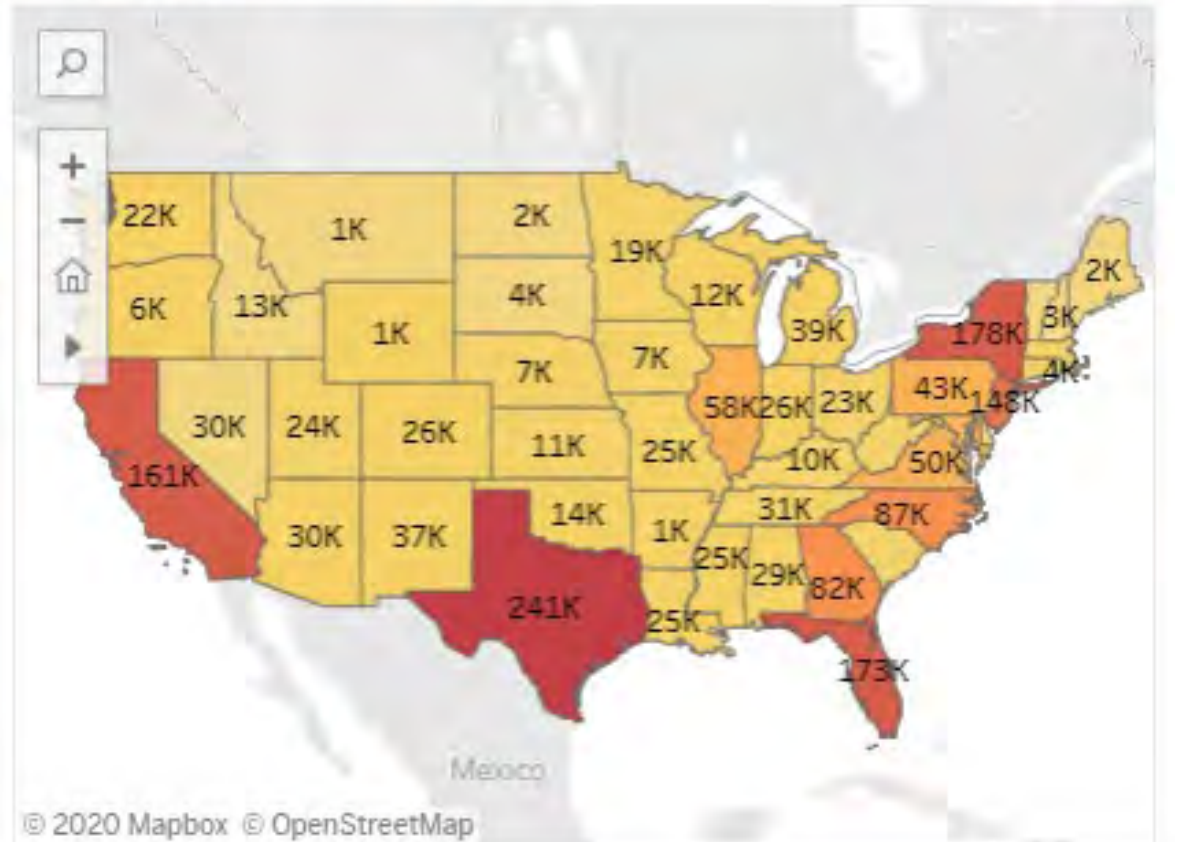 22K
1K
2K
19K
2K
6K
13K
4K
12K
39K
178K
3K
1K
7K
7K
43K
4K
148K
30K
24K
26K
58K
26K
23K
161K
11K
25K
10K
50K
30K
37K
14K
1K
31K
87K
241K
25K
25K
29K
82K
173K
Mexico
© 2020 Mapbox © OpenStreetMap